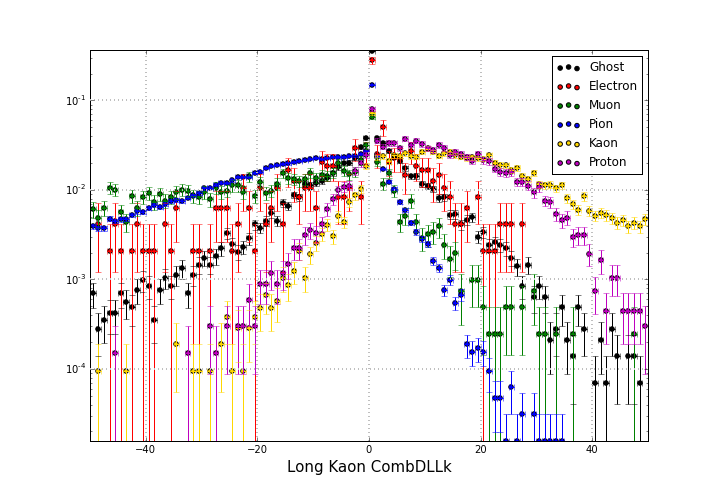 10⁻¹
10⁻²
10⁻³
10⁻⁴
Ghost
Electron
Muon
Pion
Kaon
Proton
−40 −20 0 20 40
Long Kaon CombDLLk